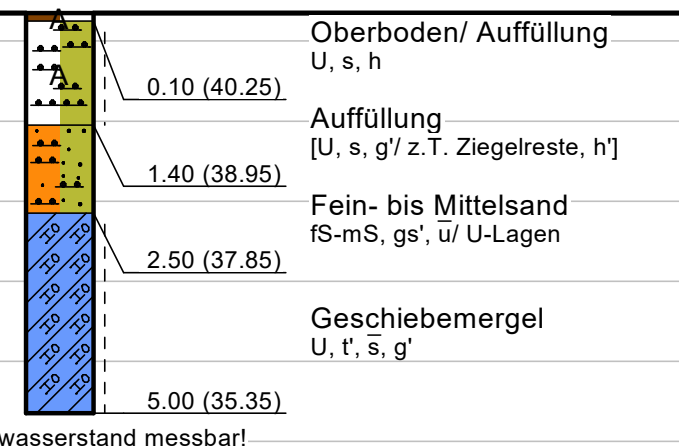 A
Oberboden/ Auffüllung
U, s, h
A
0.10 (40.25)
Auffüllung
[U, s, g'/ z.T. Ziegelreste, h']
1.40 (38.95)
Fein- bis Mittelsand
fS-mS, gs', u̅/ U-Lagen
2.50 (37.85)
Geschiebemergel
U, t', s̅, g'
5.00 (35.35)
wasserstand messbar!